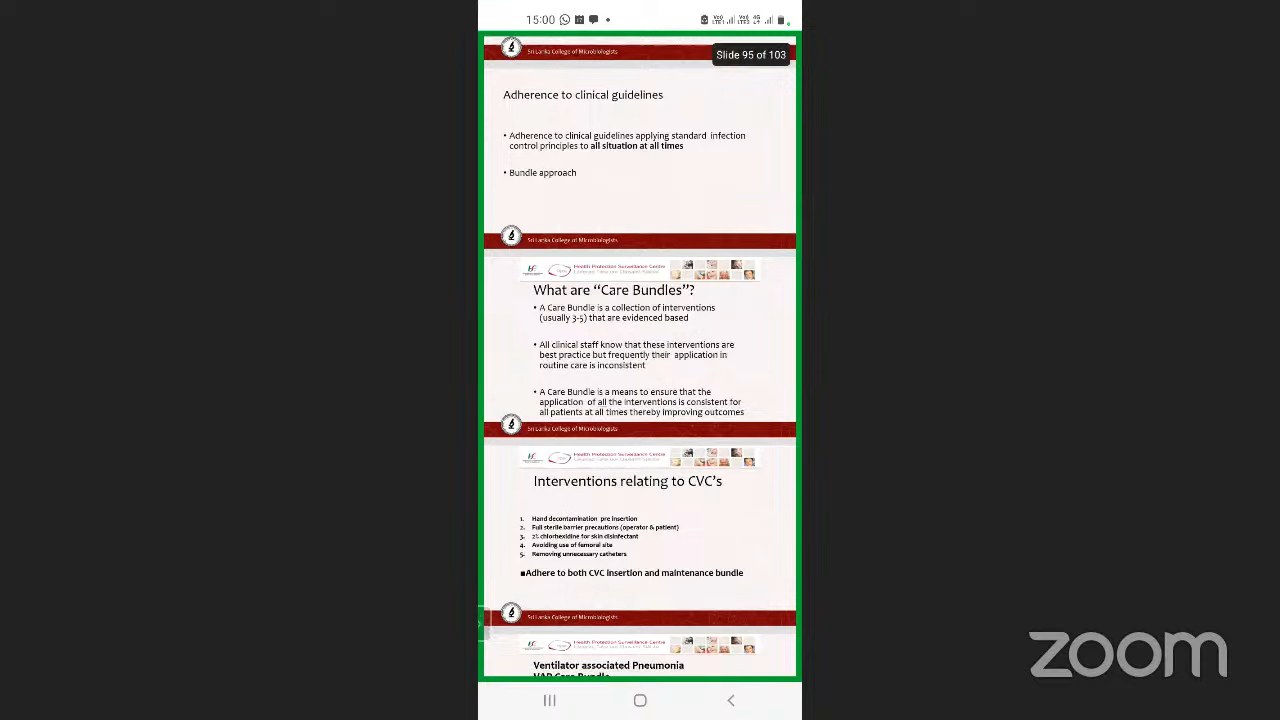 15:00
Sri Lanka College of Microbiologists
Slide 95 of 103
Adherence to clinical guidelines
• Adherence to clinical guidelines applying standard infection
control principles to all situation at all times
• Bundle approach
Sri Lanka College of Microbiologists
Health Protection Surveillance Centre
What are “Care Bundles”?
• A Care Bundle is a collection of interventions
(usually 3-5) that are evidenced based
• All clinical staff know that these interventions are
best practice but frequently their application in
routine care is inconsistent
• A Care Bundle is a means to ensure that the
application of all the interventions is consistent for
all patients at all times thereby improving outcomes
Sri Lanka College of Microbiologists
Health Protection Surveillance Centre
Interventions relating to CVC’s
1. Hand decontamination pre insertion
2. Full sterile barrier precautions (operator & patient)
3. 2% chlorhexidine for skin disinfectant
4. Avoiding use of femoral site
5. Removing unnecessary catheters
■Adhere to both CVC insertion and maintenance bundle
Sri Lanka College of Microbiologists
Health Protection Surveillance Centre
Ventilator associated Pneumonia
VAP Care Bundle
zoom